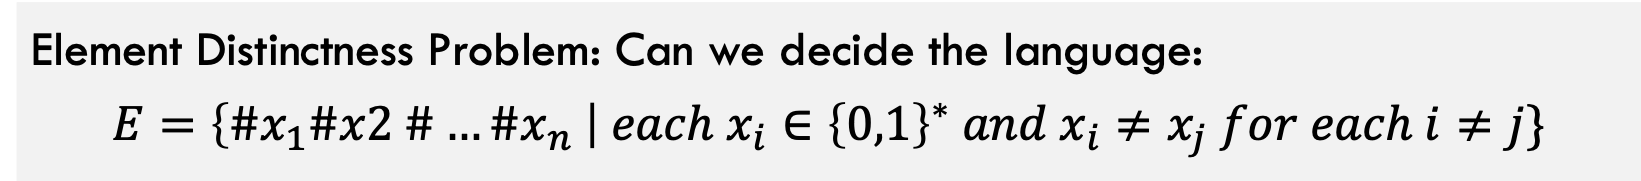 Element Distinctness Problem: Can we decide the language:
E = {#x₁#x2 # … #xₙ | each xᵢ ∈ {0,1}* and xᵢ ≠ xⱼ for each i ≠ j}